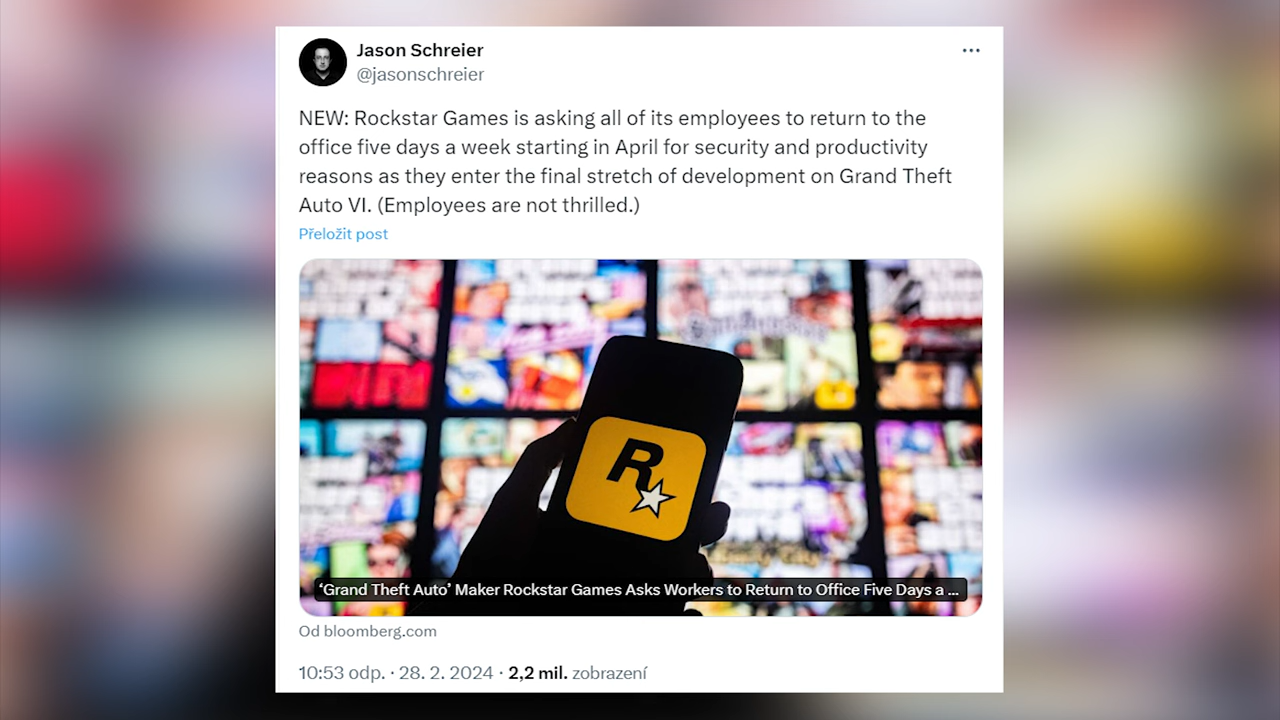 Jason Schreier
@jasonschreier
NEW: Rockstar Games is asking all of its employees to return to the
office five days a week starting in April for security and productivity
reasons as they enter the final stretch of development on Grand Theft
Auto VI. (Employees are not thrilled.)
Přeložit post
R
‘Grand Theft Auto’ Maker Rockstar Games Asks Workers to Return to Office Five Days a ...
Od bloomberg.com
10:53 odp. · 28. 2. 2024 · 2,2 mil. zobrazení